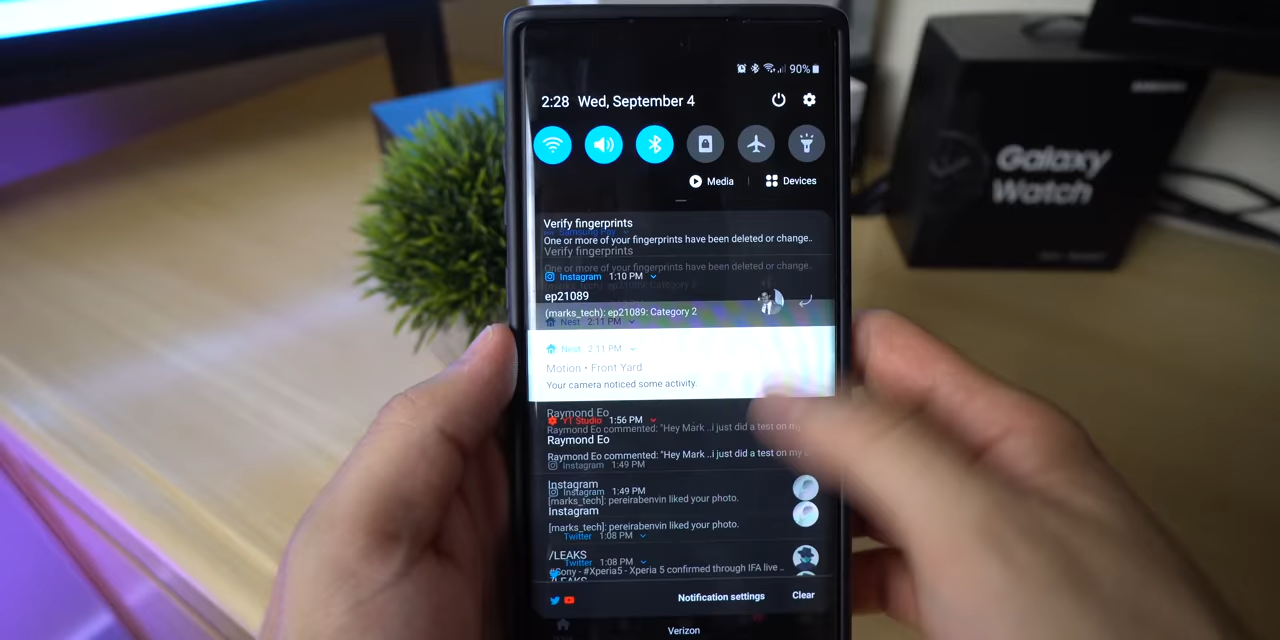 90%
2:28 Wed, September 4
Media | Devices
Verify fingerprints
Samsung Pay
One or more of your fingerprints have been deleted or change..
Verify fingerprints
One or more of your fingerprints have been deleted or change..
Instagram 1:10 PM
ep21089
(marks_tech): ep21089: Category 2
Nest 2:11 PM
Nest 2:11 PM
Motion • Front Yard
Your camera noticed some activity.
Raymond Eo
YT Studio 1:56 PM
Raymond Eo commented: "Hey Mark ..i just did a test on my
Raymond Eo
Raymond Eo commented: "Hey Mark ..i just did a test on my
Instagram 1:49 PM
Instagram
Instagram 1:49 PM
[marks_tech]: pereirabenvin liked your photo.
Instagram
[marks_tech]: pereirabenvin liked your photo.
Twitter 1:08 PM
/LEAKS
Twitter 1:08 PM
#Sony - #Xperia5 - Xperia 5 confirmed through IFA live ..
/LEAKS
Notification settings Clear
Verizon
SAMSUNG
Galaxy
Watch